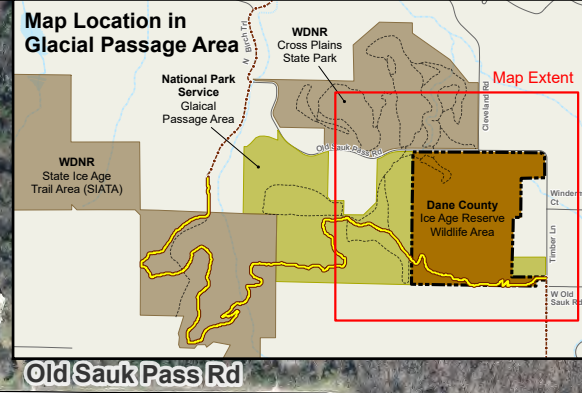 Map Location in
Glacial Passage Area
WDNR
Cross Plains
State Park
N Birch Trl
National Park
Service
Glaical
Passage Area
Map Extent
Cleveland Rd
Old Sauk Pass Rd
WDNR
State Ice Age
Trail Area (SIATA)
Dane County
Ice Age Reserve
Wildlife Area
Winderm
Ct
Timber Ln
W Old
Sauk Rd
Old Sauk Pass Rd